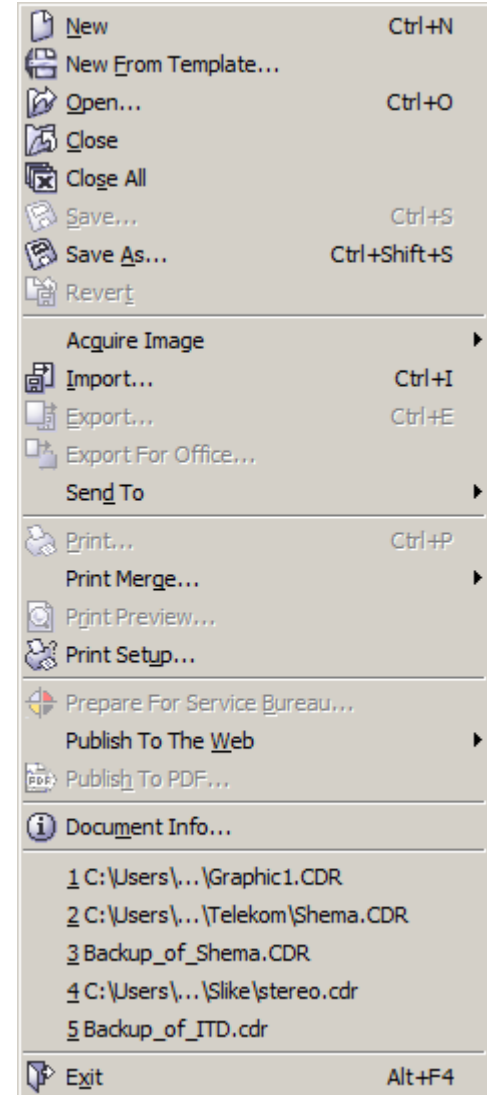 New Ctrl+N
New From Template...
Open... Ctrl+O
Close
Close All
Save... Ctrl+S
Save As... Ctrl+Shift+S
Revert
Acquire Image
Import... Ctrl+I
Export... Ctrl+E
Export For Office...
Send To
Print... Ctrl+P
Print Merge...
Print Preview...
Print Setup...
Prepare For Service Bureau...
Publish To The Web
PDF Publish To PDF...
Document Info...
1 C:\Users\...\Graphic1.CDR
2 C:\Users\...\Telekom\Shema.CDR
3 Backup_of_Shema.CDR
4 C:\Users\...\Slike\stereo.cdr
5 Backup_of_ITD.cdr
Exit Alt+F4